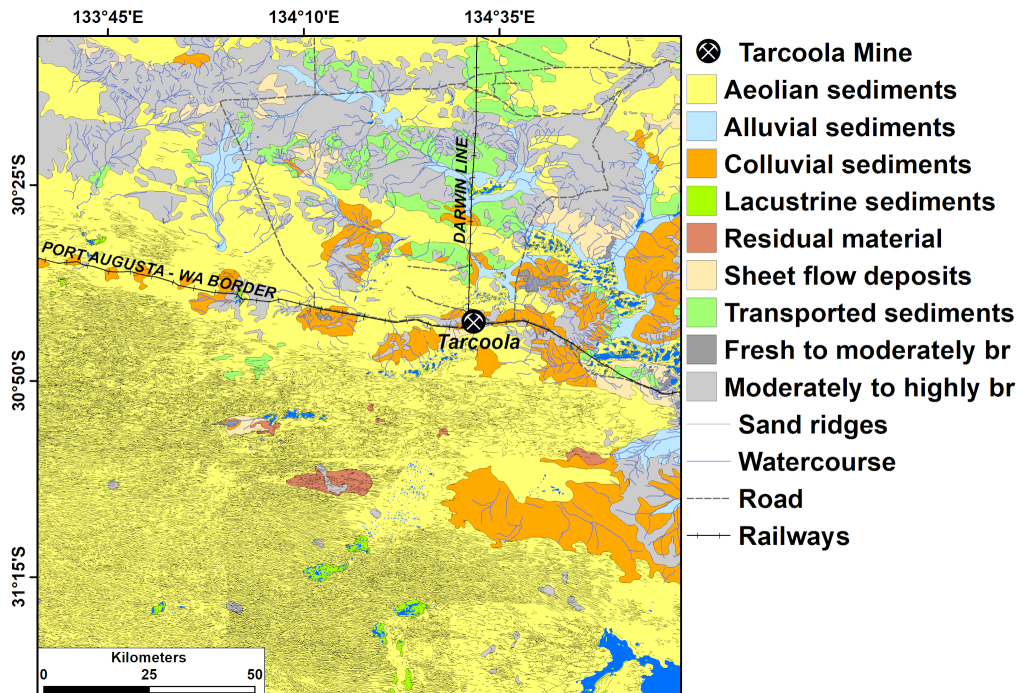 133°45'E 134°10'E 134°35'E
30°25'S
30°50'S
31°15'S
DARWIN LINE
PORT AUGUSTA - WA BORDER
Tarcoola
Kilometers
0 25 50
Tarcoola Mine
Aeolian sediments
Alluvial sediments
Colluvial sediments
Lacustrine sediments
Residual material
Sheet flow deposits
Transported sediments
Fresh to moderately br
Moderately to highly br
Sand ridges
Watercourse
Road
Railways